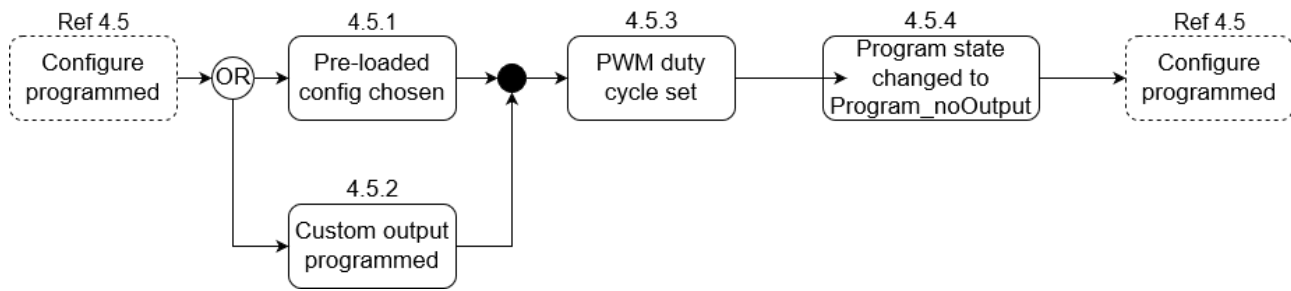 Ref 4.5
Configure
programmed
OR
4.5.1
Pre-loaded
config chosen
4.5.2
Custom output
programmed
4.5.3
PWM duty
cycle set
4.5.4
Program state
changed to
Program_noOutput
Ref 4.5
Configure
programmed